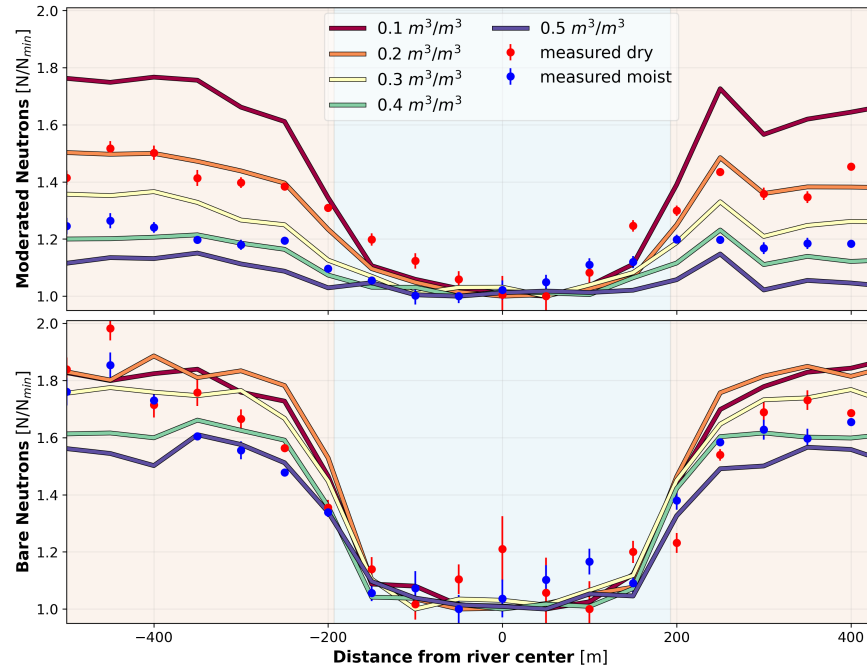 2.0
1.8
1.6
1.4
1.2
1.0
Moderated Neutrons [N/N_min]
0.1 m³/m³
0.2 m³/m³
0.3 m³/m³
0.4 m³/m³
0.5 m³/m³
measured dry
measured moist
2.0
1.8
1.6
1.4
1.2
1.0
Bare Neutrons [N/N_min]
−400
−200
0
200
400
Distance from river center [m]